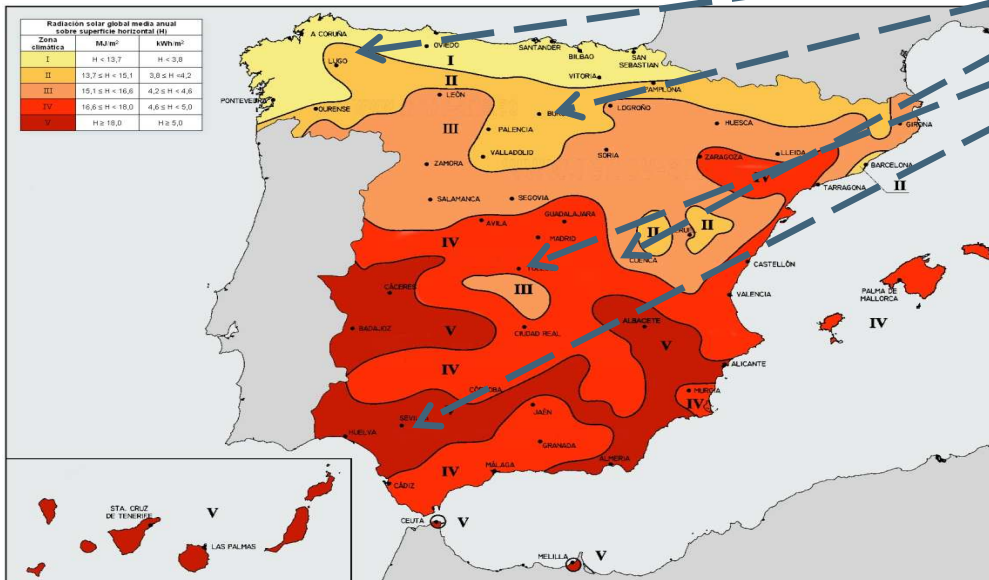 Radiación solar global media anual
sobre superficie horizontal (H)
Zona climática MJ/m² kWh/m²
I H < 13,7 H < 3,8
II 13,7 ≤ H < 15,1 3,8 ≤ H <4,2
III 15,1 ≤ H < 16,6 4,2 ≤ H < 4,6
IV 16,6 ≤ H < 18,0 4,6 ≤ H < 5,0
V H ≥ 18,0 H ≥ 5,0
A CORUÑA
OVIEDO
SANTANDER
BILBAO
SAN
SEBASTIAN
I
LUGO
II
VITORIA
PAMPLONA
PONTEVEDRA
OURENSE
LEÓN
LOGROÑO
HUESCA
GIRONA
III
PALENCIA
VALLADOLID
ZAMORA
SORIA
ZARAGOZA
LLEIDA
IV
BARCELONA
TARRAGONA
II
SALAMANCA
SEGOVIA
AVILA
GUADALAJARA
IV
MADRID
II
II
CUENCA
CASTELLÓN
III
CÁCERES
VALENCIA
PALMA DE
MALLORCA
IV
BADAJOZ
V
CIUDAD REAL
ALBACETE
V
ALICANTE
IV
MURCIA
IV
JAÉN
HUELVA
GRANADA
ALMERIA
IV
MÁLAGA
CÁDIZ
CEUTA
V
MELILLA
V
STA. CRUZ
DE TENERIFE
V
LAS PALMAS